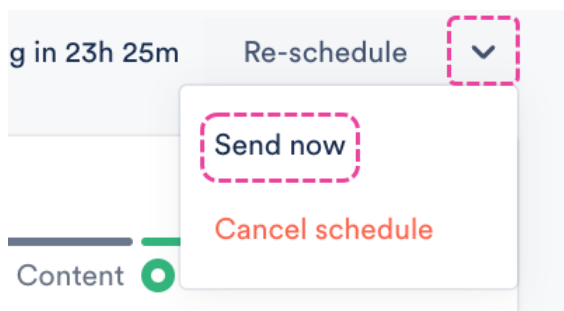 g in 23h 25m Re-schedule
Send now
Cancel schedule
Content